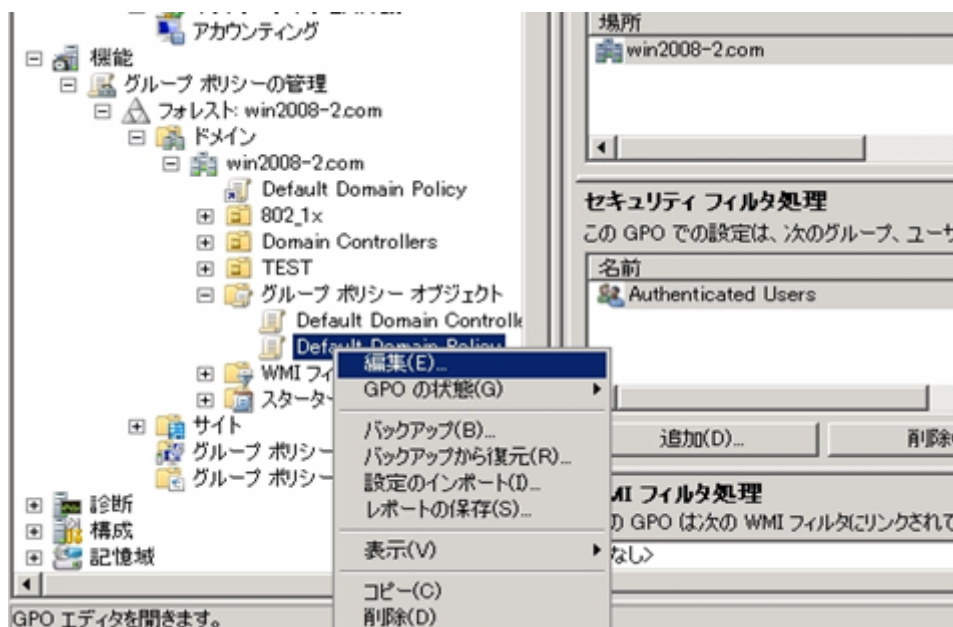 アカウンティング
機能
グループ ポリシーの管理
フォレスト: win2008-2.com
ドメイン
win2008-2.com
Default Domain Policy
802_1x
Domain Controllers
TEST
グループ ポリシー オブジェクト
Default Domain Controlle
Default Domain Policy
WMI フィ
スターター
サイト
グループ ポリシー
グループ ポリシー
診断
構成
記憶域
GPO エディタを開きます。
編集(E)...
GPO の状態(G)
バックアップ(B)...
バックアップから復元(R)...
設定のインポート(I)...
レポートの保存(S)...
表示(V)
コピー(C)
削除(D)
場所
win2008-2.com
セキュリティ フィルタ処理
この GPO での設定は、次のグループ、ユーサ
名前
Authenticated Users
追加(D)...
削除
MI フィルタ処理
の GPO は次の WMI フィルタにリンクされて
なし>